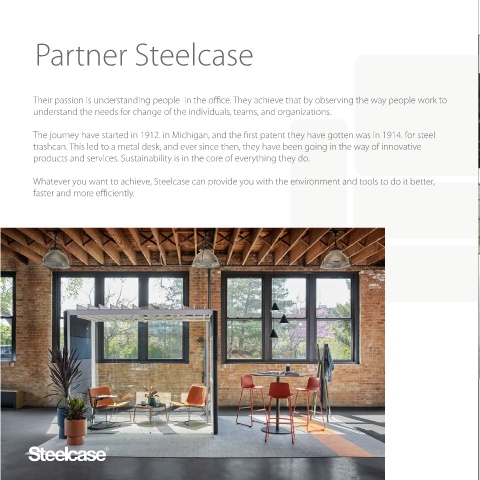 Partner Steelcase
Their passion is understanding people in the office. They achieve that by observing the way people work to
understand the needs for change of the individuals, teams, and organizations.
The journey have started in 1912. in Michigan, and the first patent they have gotten was in 1914. for steel
trashcan. This led to a metal desk, and ever since then, they have been going in the way of innovative
products and services. Sustainability is in the core of everything they do.
Whatever you want to achieve, Steelcase can provide you with the environment and tools to do it better,
faster and more efficiently.
Steelcase